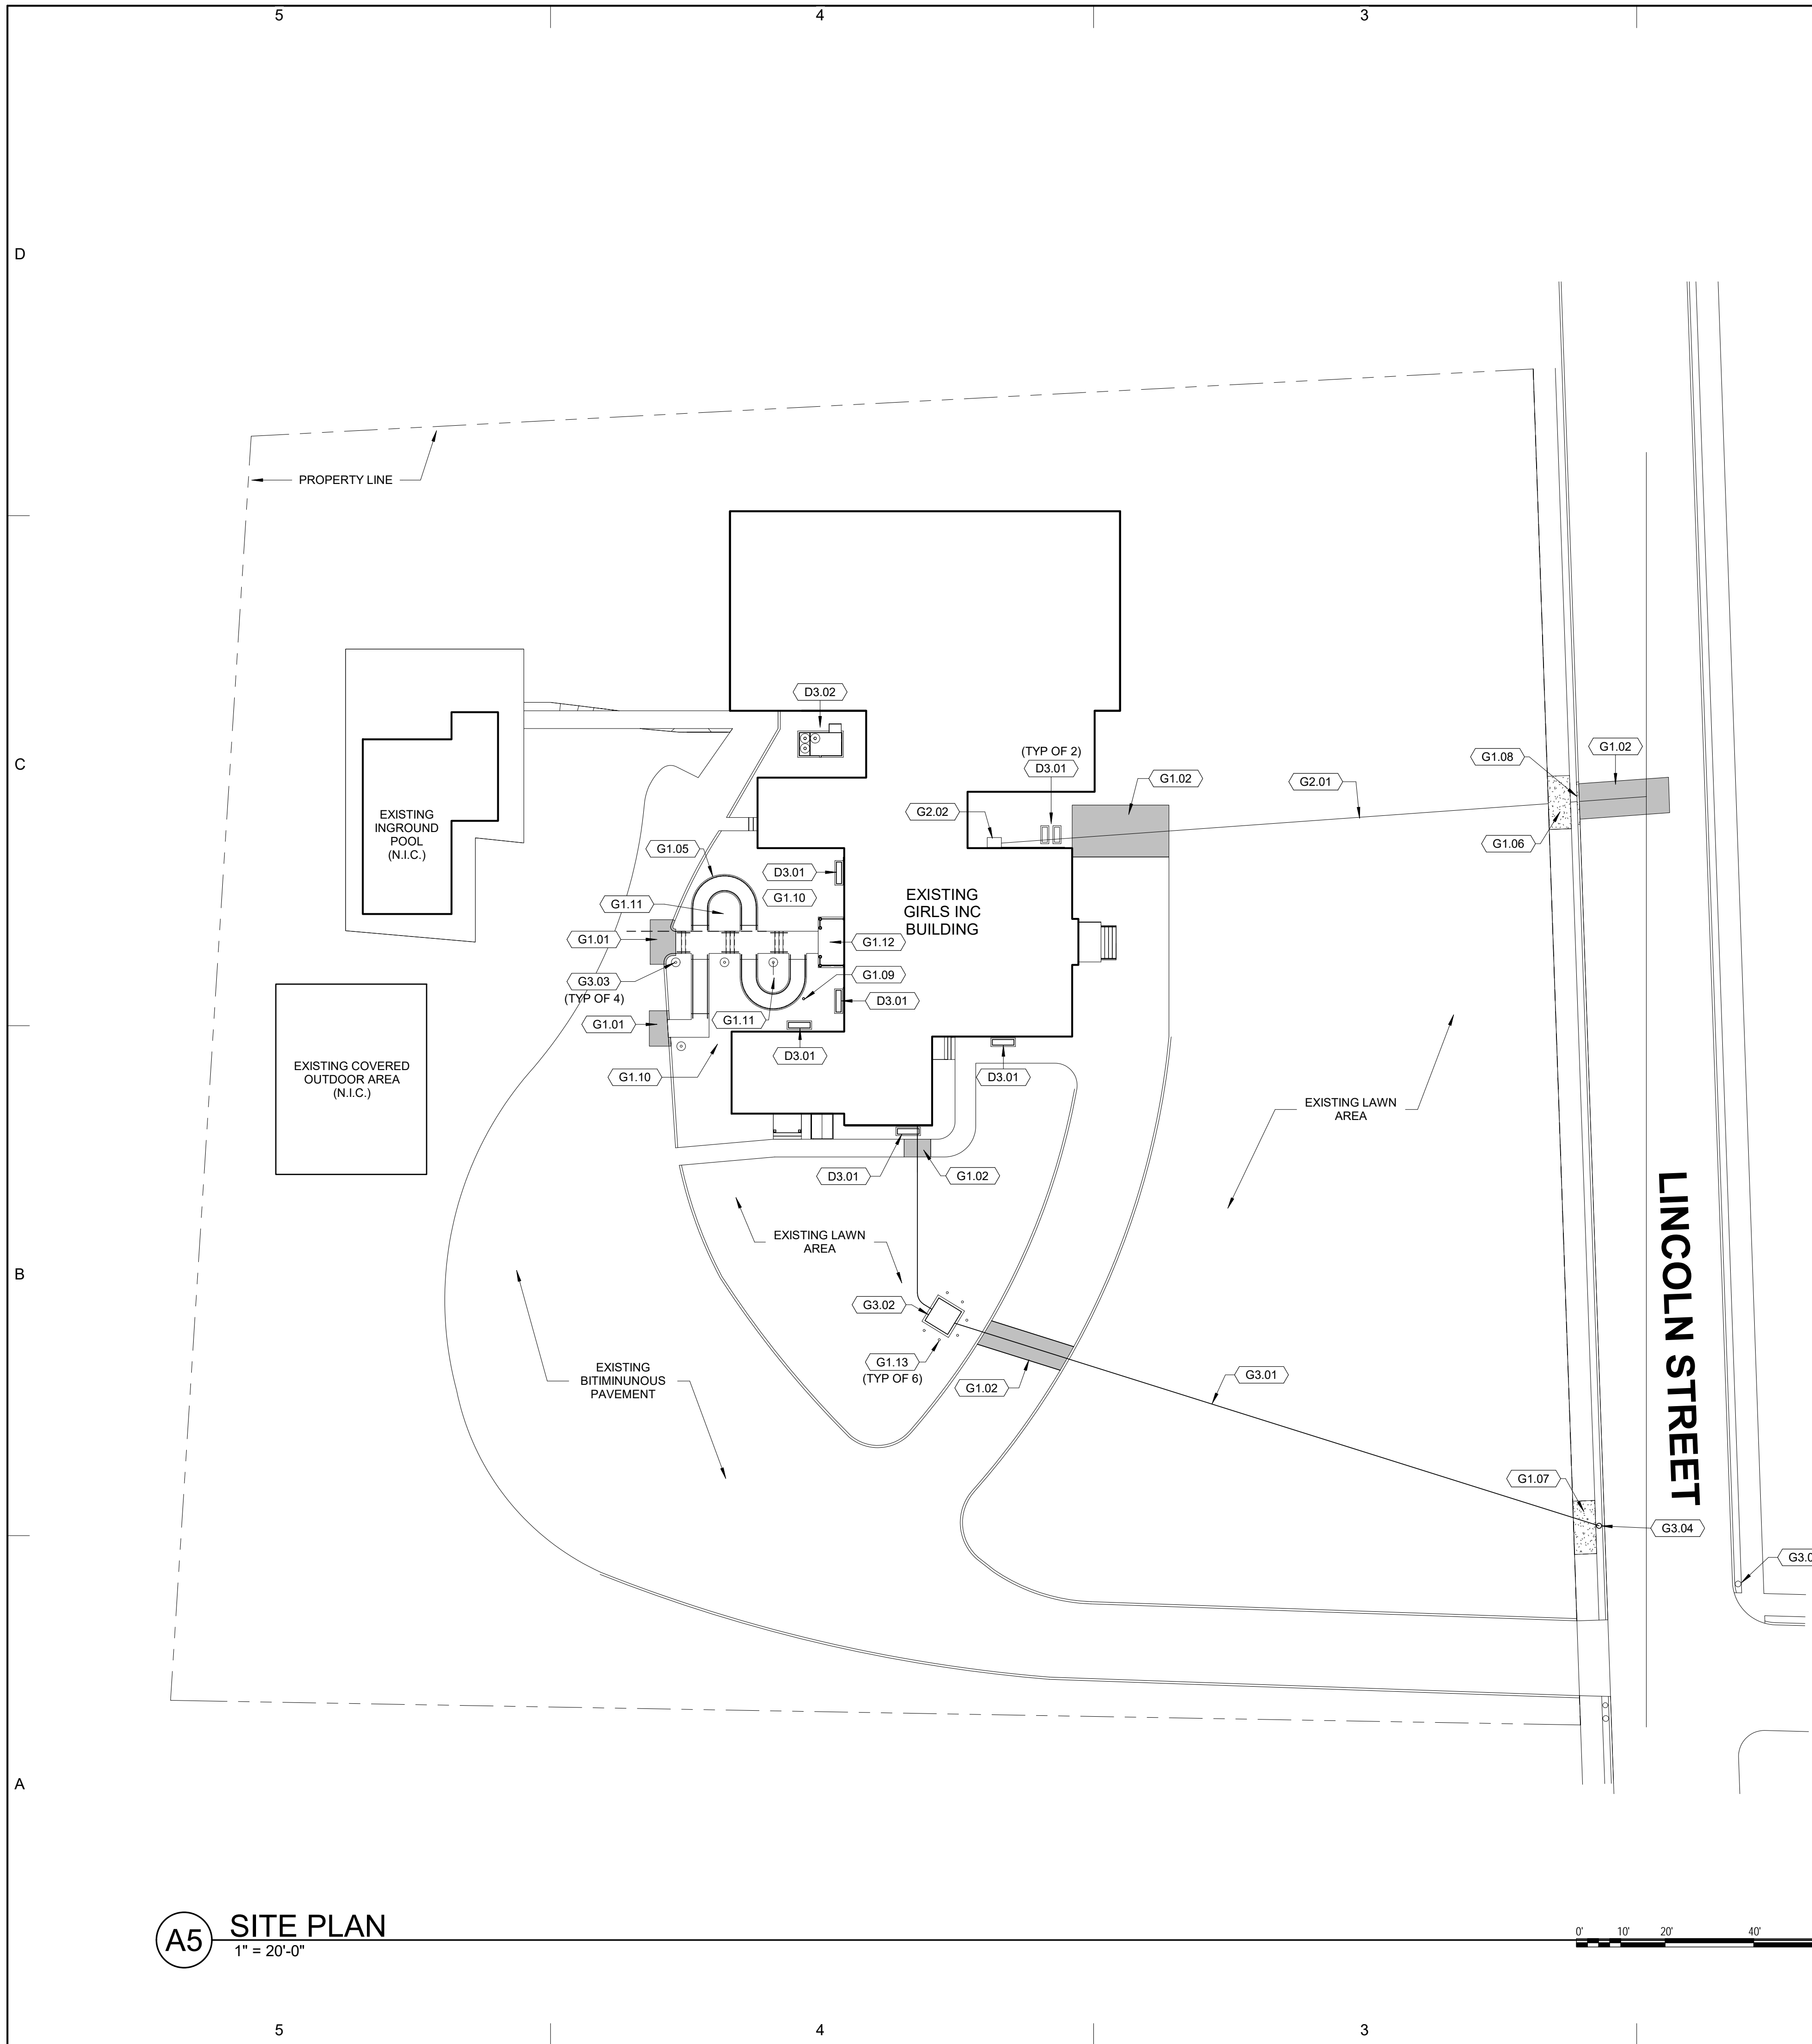 5
4
3
D
PROPERTY LINE
D3.02
(TYP OF 2)
D3.01
G1.02
G2.01
G1.08
G1.02
C
G2.02
G1.06
EXISTING
INGROUND
POOL
(N.I.C.)
G1.05
D3.01
G1.10
G1.11
EXISTING
GIRLS INC
BUILDING
G1.01
G1.12
G3.03
(TYP OF 4)
G1.09
D3.01
G1.01
G1.11
D3.01
G1.10
D3.01
EXISTING COVERED
OUTDOOR AREA
(N.I.C.)
EXISTING LAWN
AREA
D3.01
G1.02
LINCOLN STREET
EXISTING LAWN
AREA
B
G3.02
G1.13
(TYP OF 6)
G1.02
G3.01
EXISTING
BITIMINUNOUS
PAVEMENT
G1.07
G3.04
G3.0
A
A5
SITE PLAN
1" = 20'-0"
0' 10' 20' 40'
5
4
3